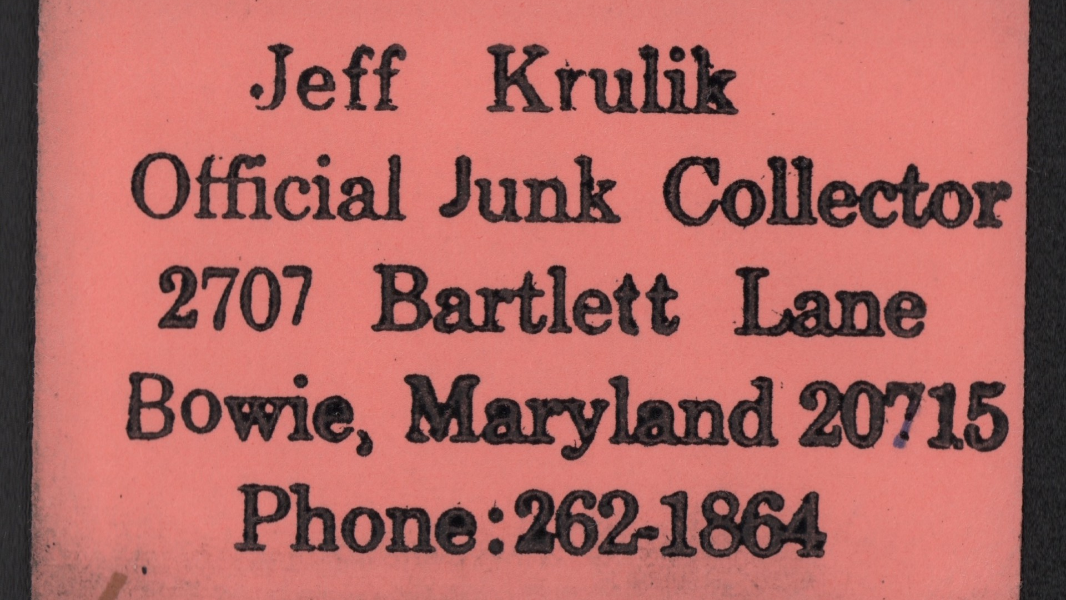 Jeff Krulik
Official Junk Collector
2707 Bartlett Lane
Bowie, Maryland 20715
Phone:262-1864